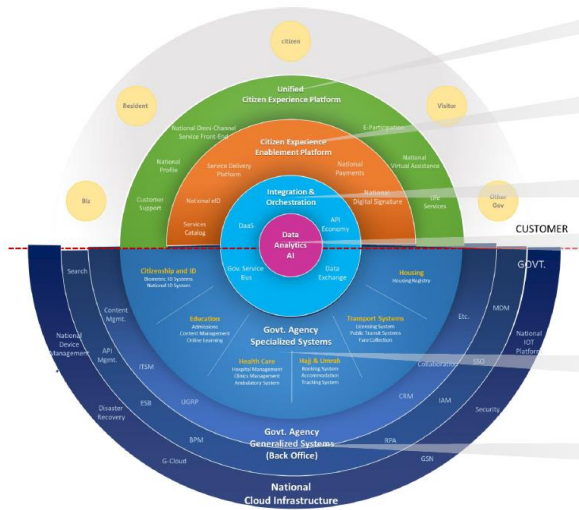 citizen
Resident
Visitor
Biz
Other
Gov
Unified
Citizen Experience Platform
National Omni-Channel
Service Front-End
E-Participation
National
Profile
National
Virtual Assistance
Customer
Support
Life
Services
Citizen Experience
Enablement Platform
Service Delivery
Platform
National
Payments
National eID
National
Digital Signature
Services
Catalog
Integration &
Orchestration
DaaS
API
Economy
Gov. Service
Bus
Data
Exchange
Data
Analytics
AI
CUSTOMER
GOVT.
Citizenship and ID
Biometric ID Systems
National ID System
Housing
Housing Registry
Education
Admissions
Content Management
Online Learning
Transport Systems
Licensing System
Public Transit Systems
Fare Collection
Govt. Agency
Specialized Systems
Health Care
Hospital Management
Clinics Management
Ambulatory System
Hajj & Umrah
Booking System
Accommodation
Tracking System
Search
Content
Mgmt.
API
Mgmt.
ITSM
ESB
UGRP
BPM
Etc.
MDM
Collaboration
SSO
IAM
CRM
RPA
Govt. Agency
Generalized Systems
(Back Office)
National
Device
Management
Disaster
Recovery
G-Cloud
National
IOT
Platform
Security
GSN
National
Cloud Infrastructure